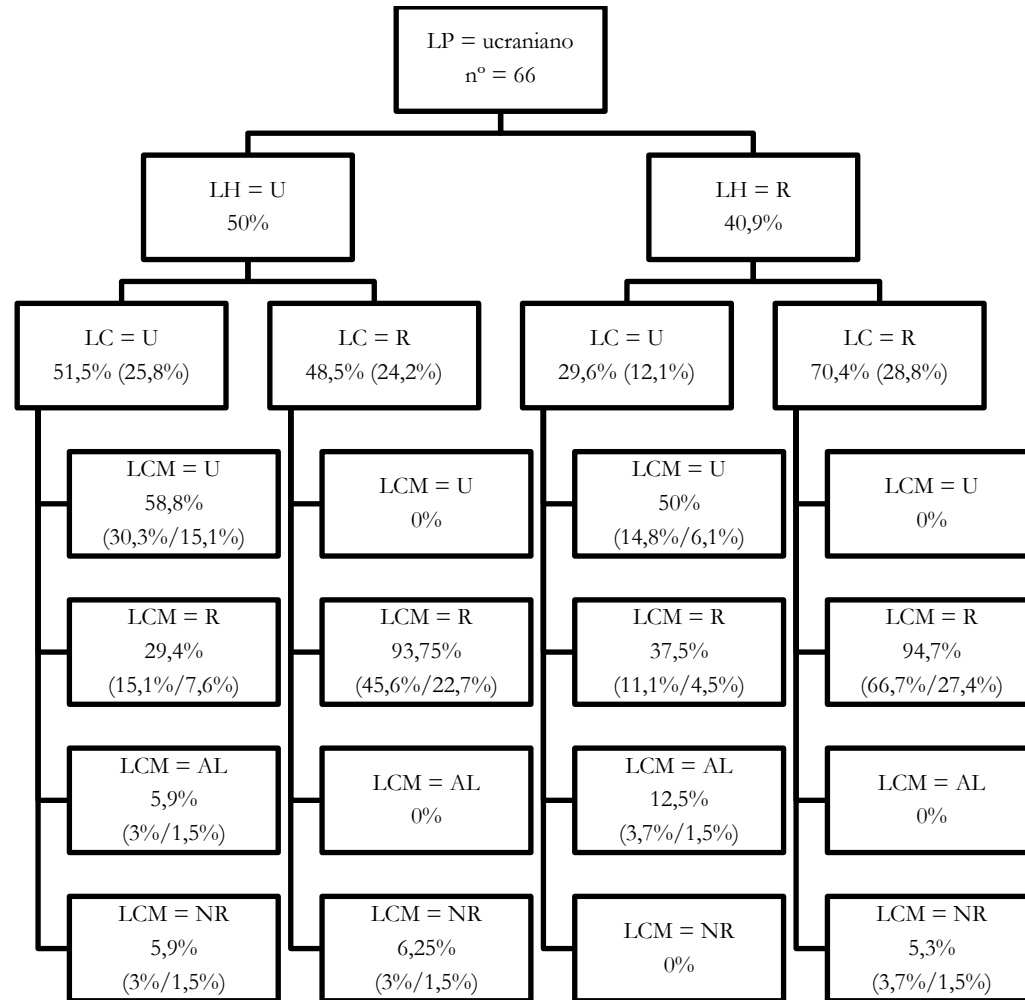 LP = ucraniano
nº = 66
LH = U
50%
LH = R
40,9%
LC = U
51,5% (25,8%)
LC = R
48,5% (24,2%)
LC = U
29,6% (12,1%)
LC = R
70,4% (28,8%)
LCM = U
58,8%
(30,3%/15,1%)
LCM = U
0%
LCM = U
50%
(14,8%/6,1%)
LCM = U
0%
LCM = R
29,4%
(15,1%/7,6%)
LCM = R
93,75%
(45,6%/22,7%)
LCM = R
37,5%
(11,1%/4,5%)
LCM = R
94,7%
(66,7%/27,4%)
LCM = AL
5,9%
(3%/1,5%)
LCM = AL
0%
LCM = AL
12,5%
(3,7%/1,5%)
LCM = AL
0%
LCM = NR
5,9%
(3%/1,5%)
LCM = NR
6,25%
(3%/1,5%)
LCM = NR
0%
LCM = NR
5,3%
(3,7%/1,5%)